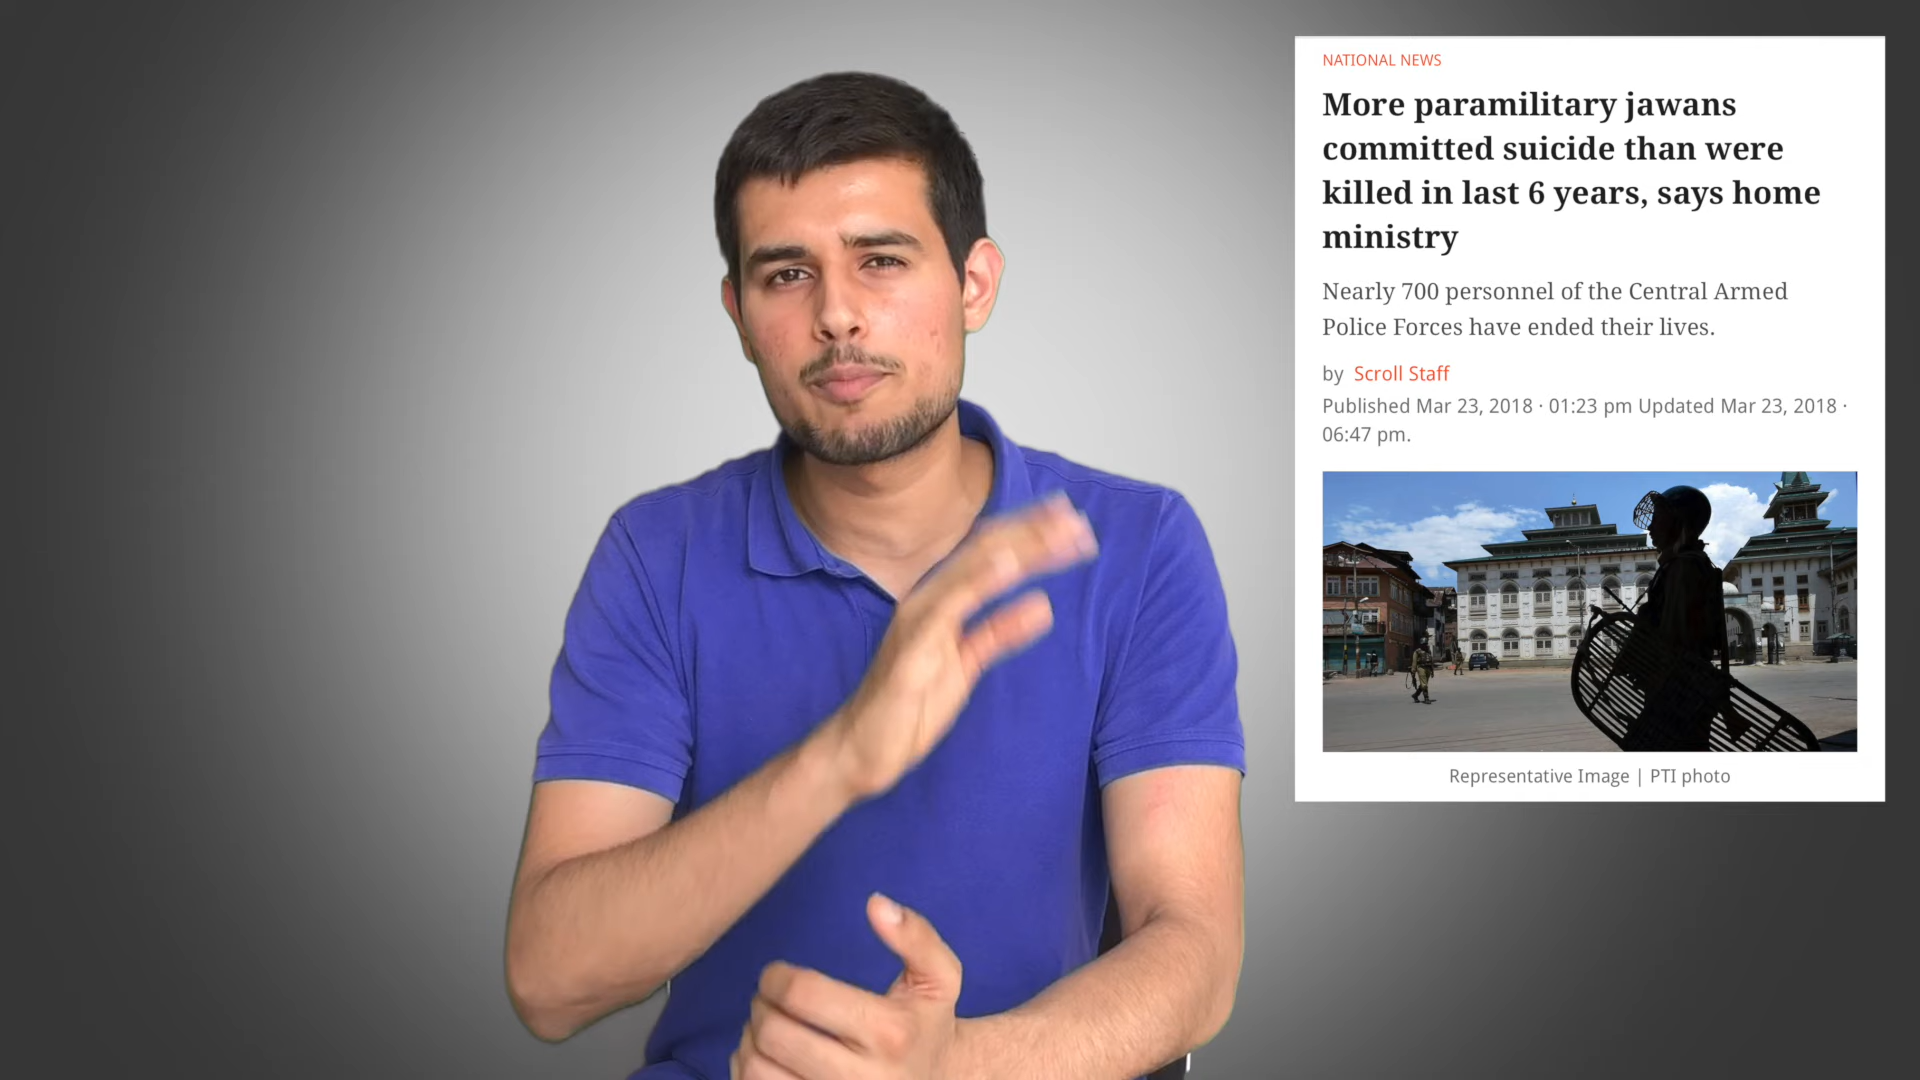 NATIONAL NEWS
More paramilitary jawans
committed suicide than were
killed in last 6 years, says home
ministry
Nearly 700 personnel of the Central Armed
Police Forces have ended their lives.
by Scroll Staff
Published Mar 23, 2018 · 01:23 pm Updated Mar 23, 2018 ·
06:47 pm.
Representative Image | PTI photo